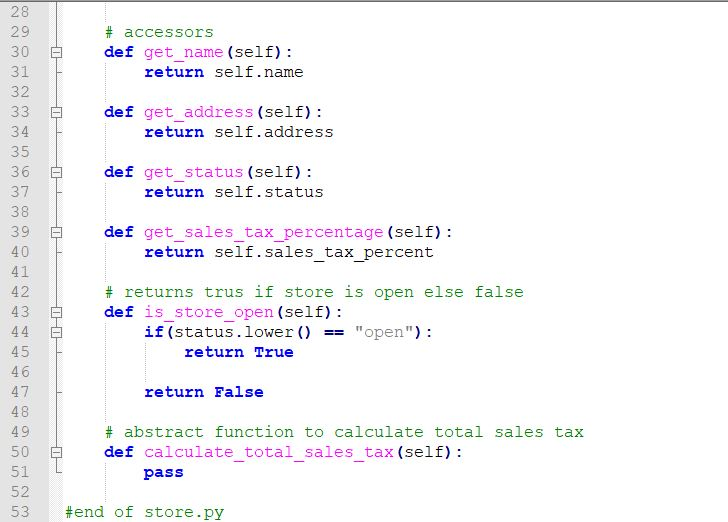 28
29     # accessors
30     def get_name(self):
31         return self.name
32
33     def get_address(self):
34         return self.address
35
36     def get_status(self):
37         return self.status
38
39     def get_sales_tax_percentage(self):
40         return self.sales_tax_percent
41
42     # returns trus if store is open else false
43     def is_store_open(self):
44         if(status.lower() == "open"):
45             return True
46
47         return False
48
49     # abstract function to calculate total sales tax
50     def calculate_total_sales_tax(self):
51         pass
52
53 #end of store.py